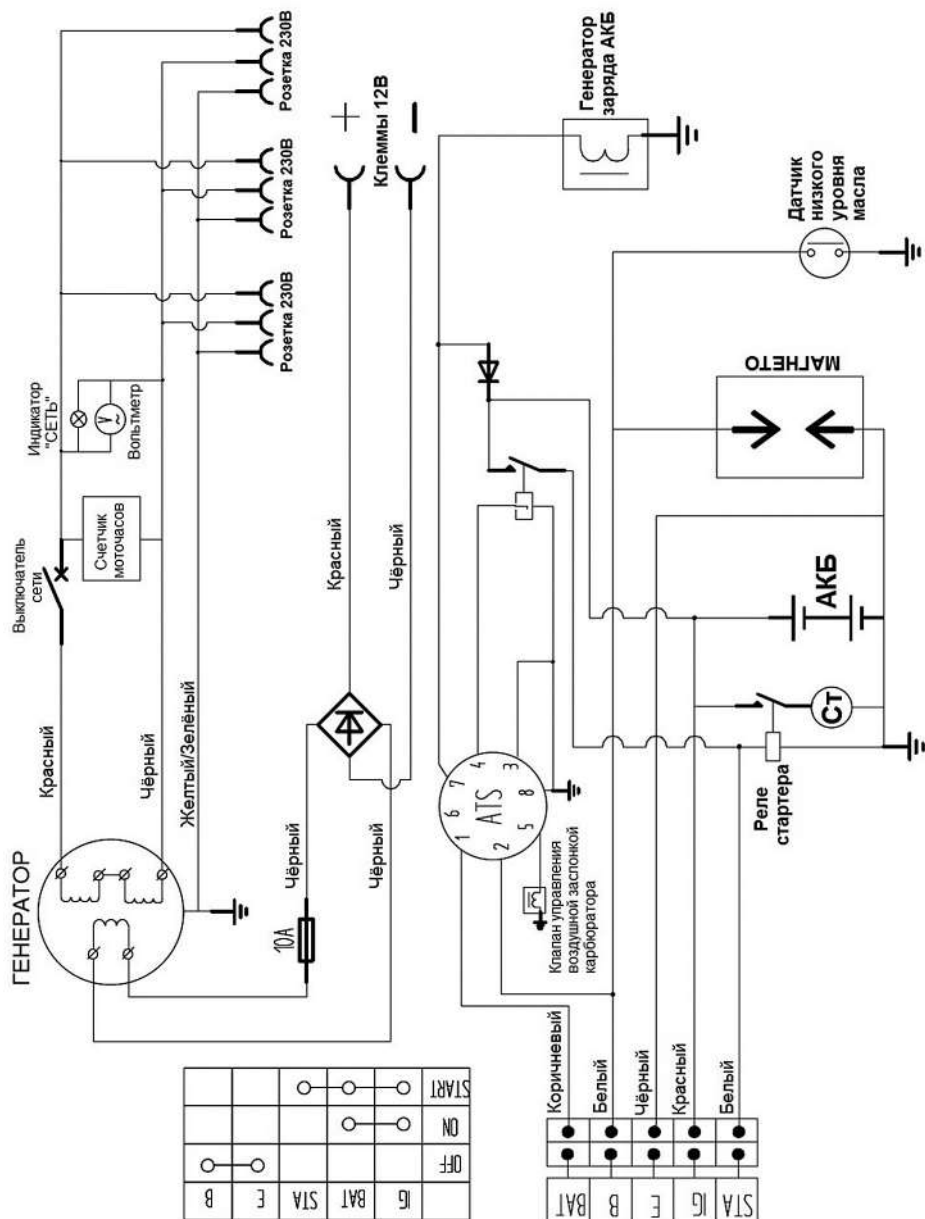 ГЕНЕРАТОР
Красный
Чёрный
Желтый/Зелёный
Выключатель
сети
Счетчик
моточасов
Индикатор
"СЕТЬ"
V
~
Вольтметр
Розетка 230В
Розетка 230В
Розетка 230В
10А
Чёрный
Чёрный
Красный
Чёрный
+
Клеммы 12В
–
B
E
STA
BAT
IG
OFF
ON
START
ATS
1
6
7
4
2
5
8
3
Клапан управления
воздушной заслонкой
карбюратора
Генератор
заряда АКБ
Датчик
низкого
уровня
масла
МАГНЕТО
АКБ
Ст
Реле
стартера
Коричневый
Белый
Чёрный
Красный
Белый
BAT
B
E
IG
STA